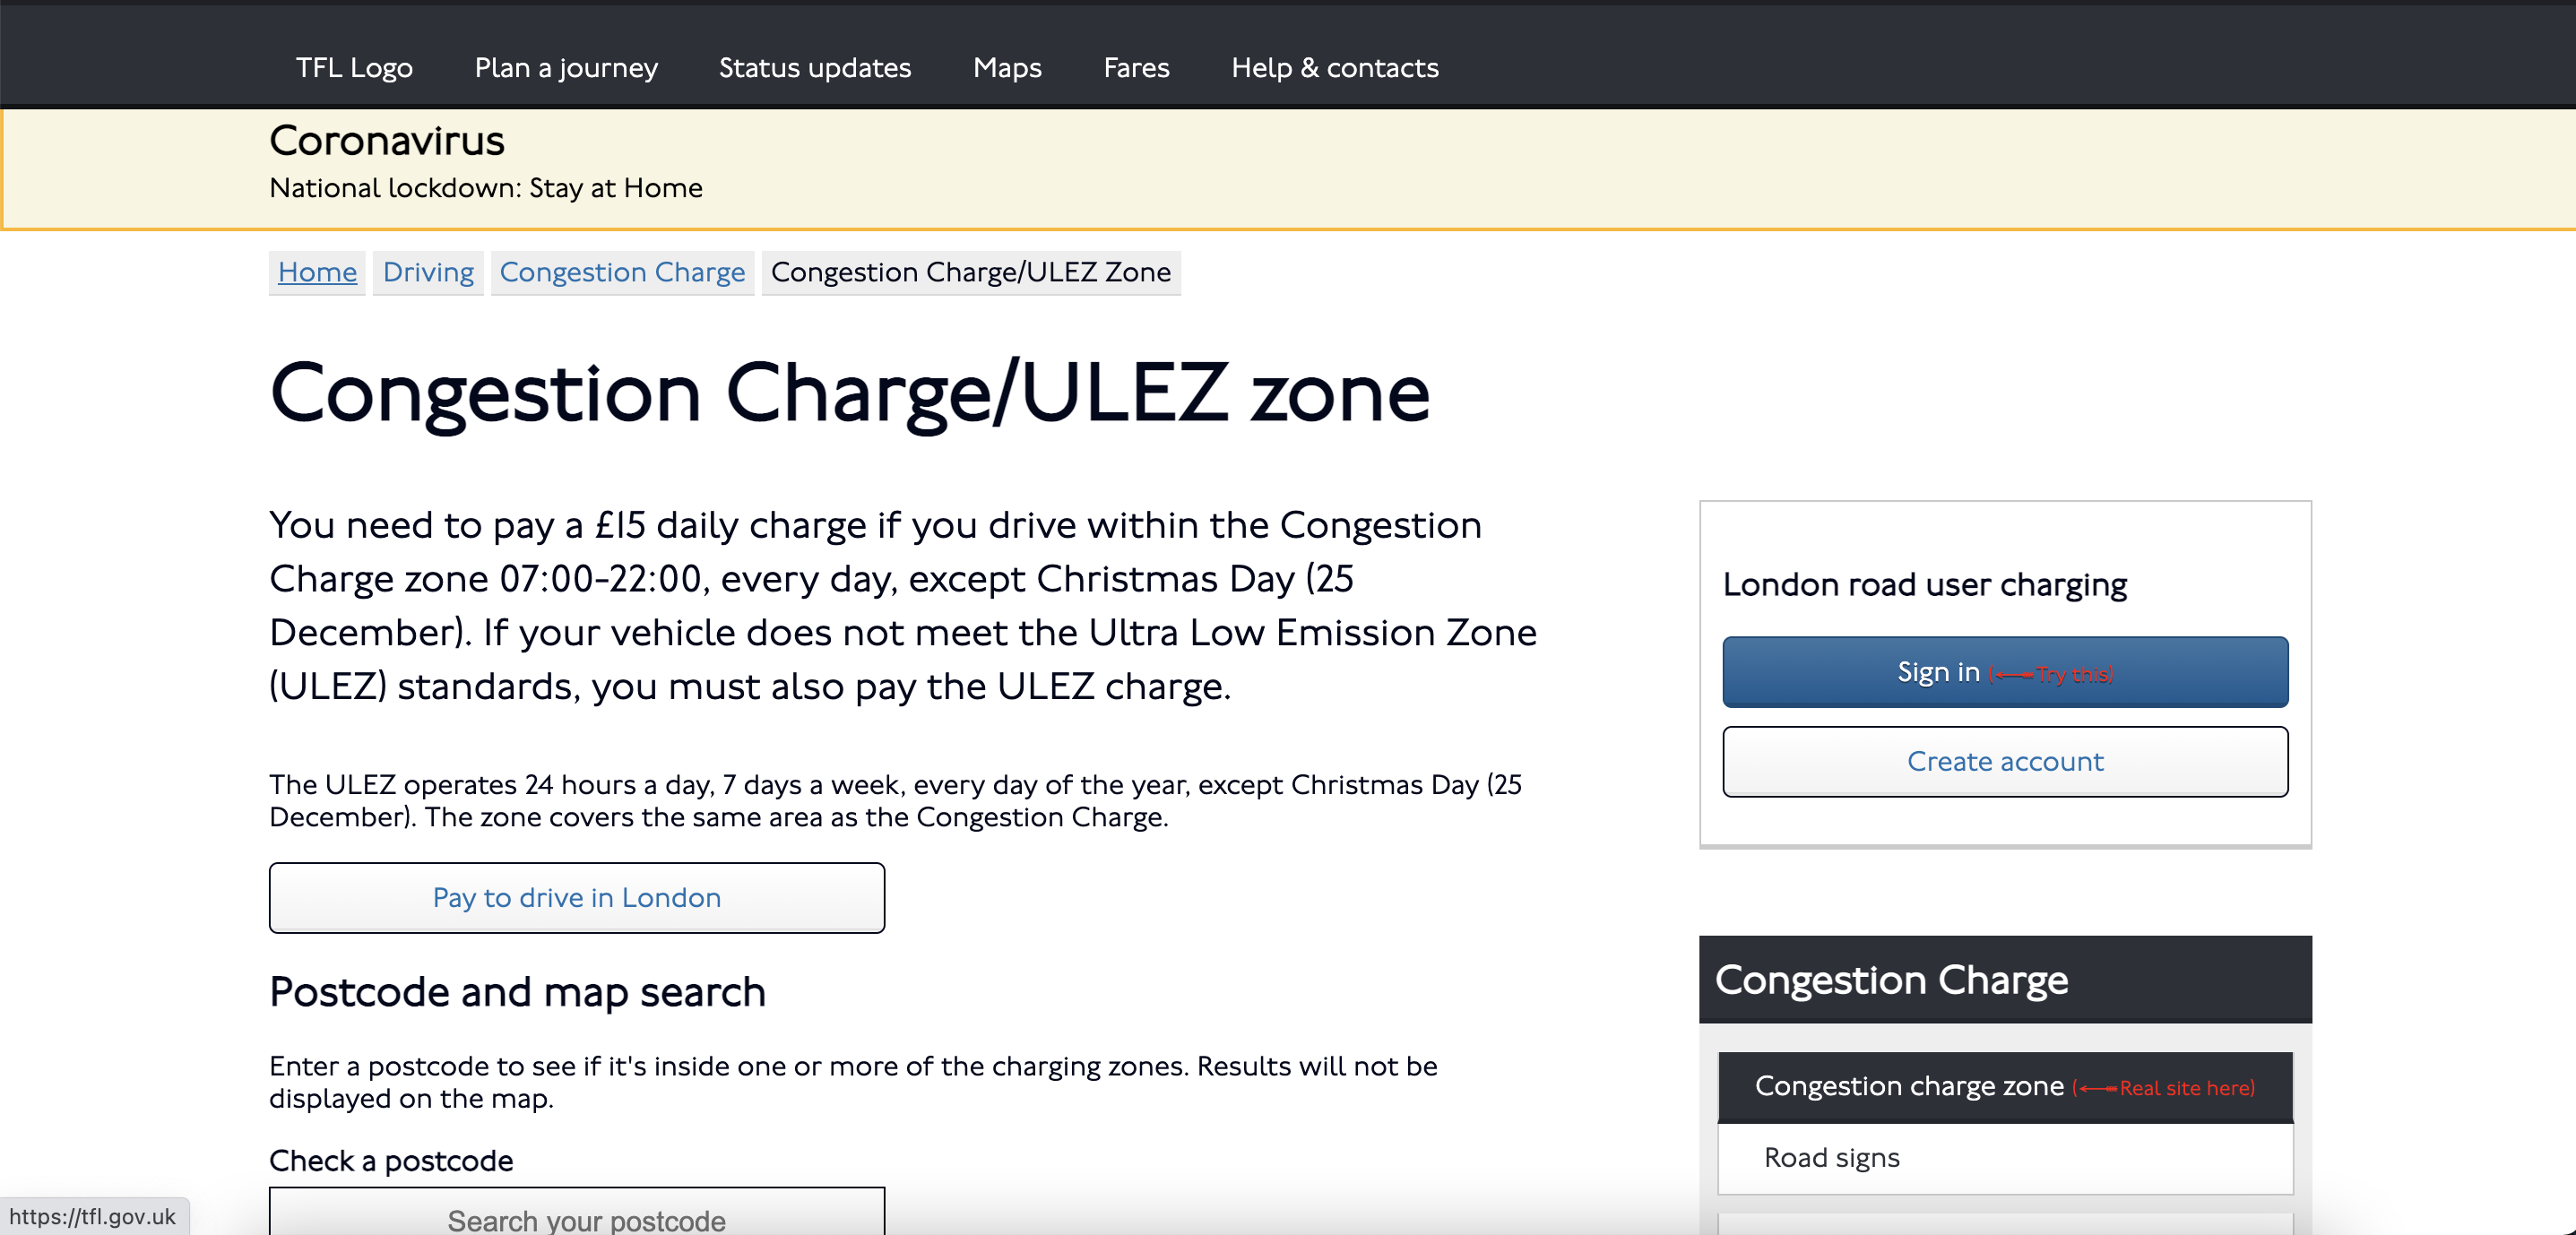 TFL Logo Plan a journey Status updates Maps Fares Help & contacts
Coronavirus
National lockdown: Stay at Home
Home Driving Congestion Charge Congestion Charge/ULEZ Zone
Congestion Charge/ULEZ zone
You need to pay a £15 daily charge if you drive within the Congestion
Charge zone 07:00-22:00, every day, except Christmas Day (25
December). If your vehicle does not meet the Ultra Low Emission Zone
(ULEZ) standards, you must also pay the ULEZ charge.
The ULEZ operates 24 hours a day, 7 days a week, every day of the year, except Christmas Day (25
December). The zone covers the same area as the Congestion Charge.
Pay to drive in London
Postcode and map search
Enter a postcode to see if it's inside one or more of the charging zones. Results will not be
displayed on the map.
Check a postcode
Search your postcode
London road user charging
Sign in (⟵Try this)
Create account
Congestion Charge
Congestion charge zone (⟵Real site here)
Road signs
https://tfl.gov.uk